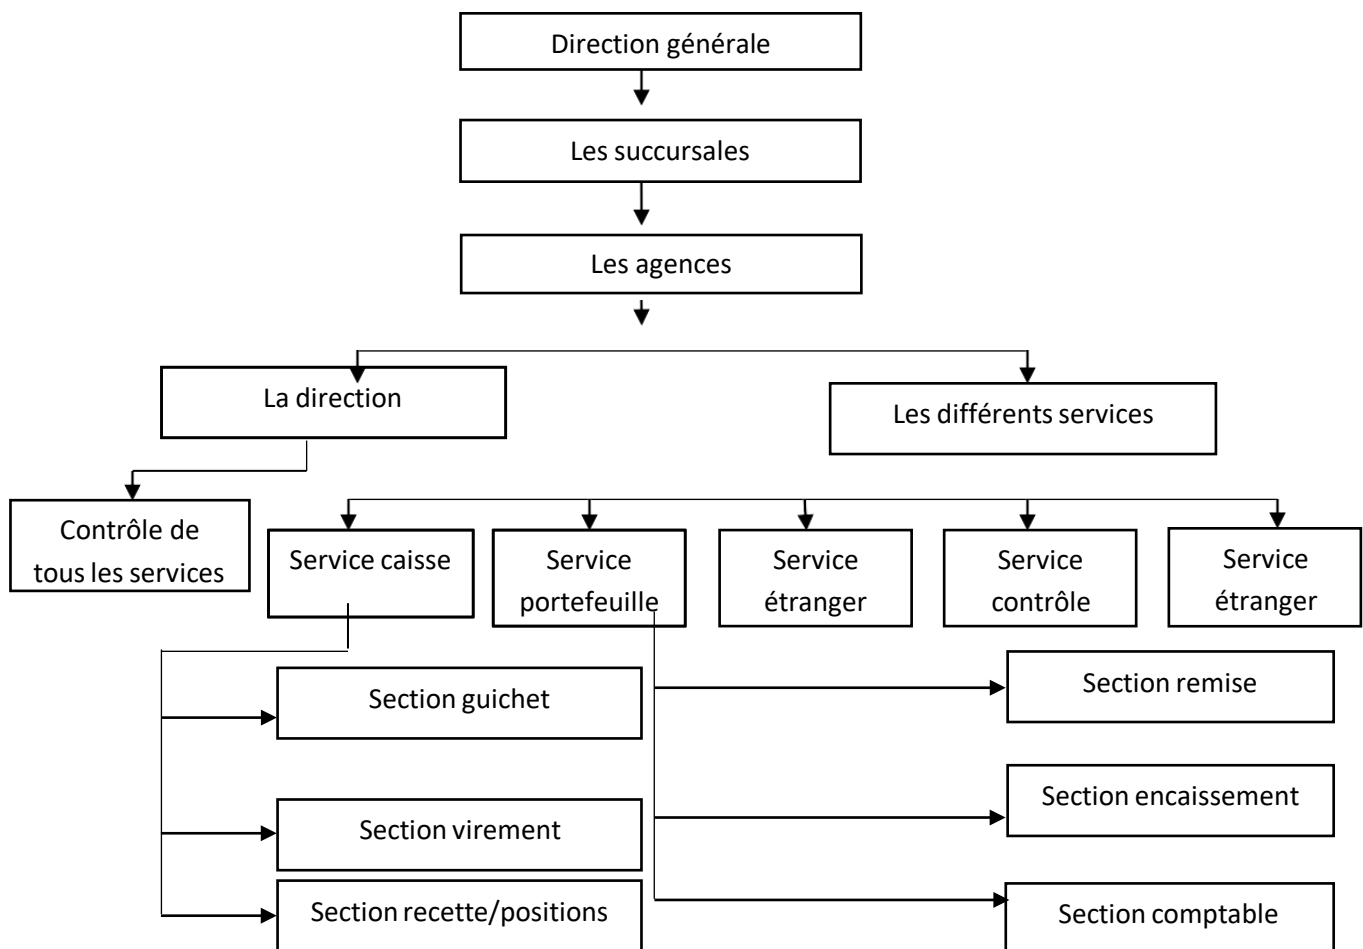 Direction générale
Les succursales
Les agences
La direction
Les différents services
Contrôle de
tous les services
Service caisse
Service
portefeuille
Service
étranger
Service
contrôle
Service
étranger
Section guichet
Section remise
Section virement
Section encaissement
Section recette/positions
Section comptable